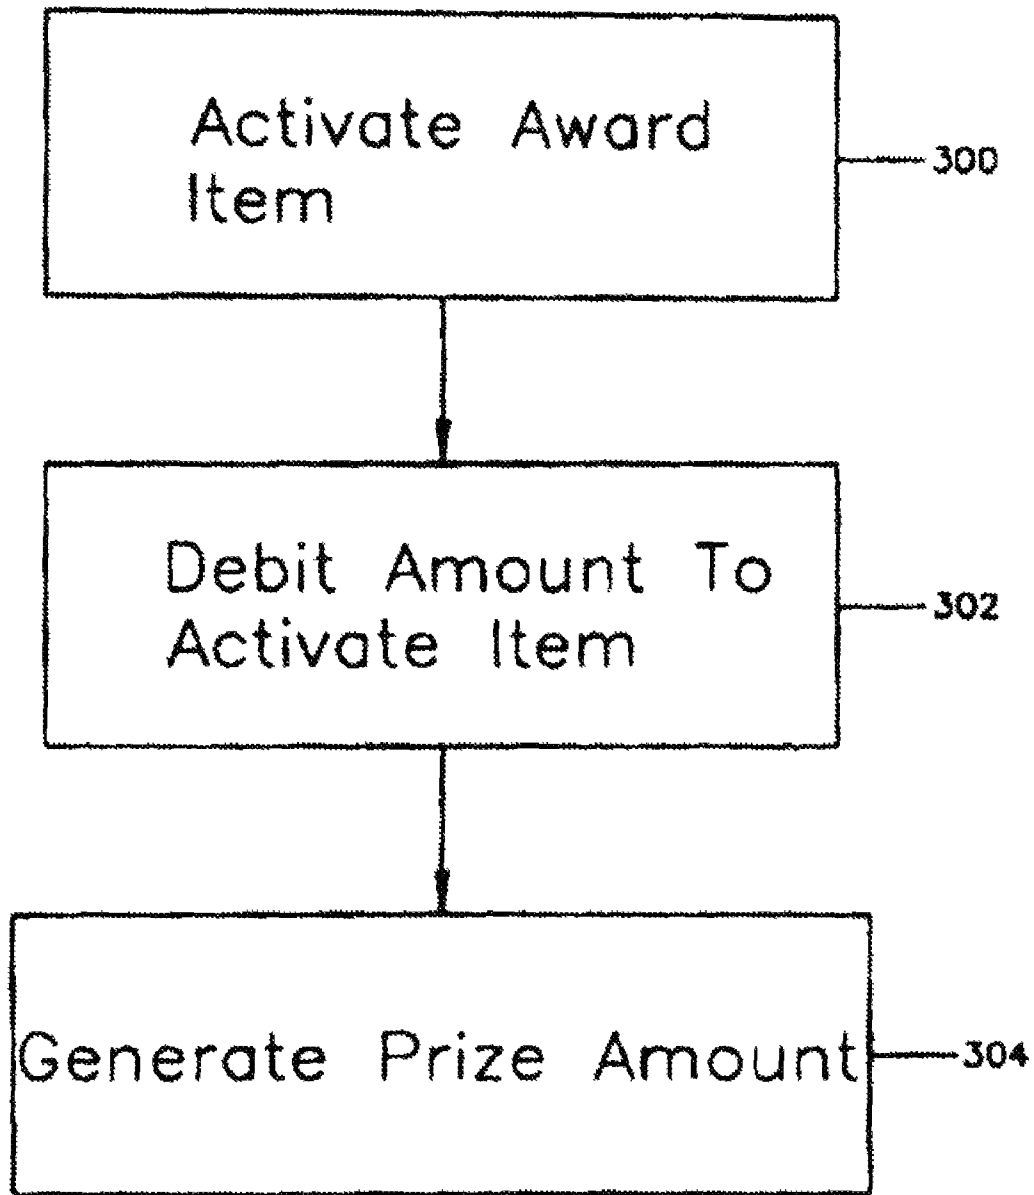 Activate Award
Item
300
Debit Amount To
Activate Item
302
Generate Prize Amount
304